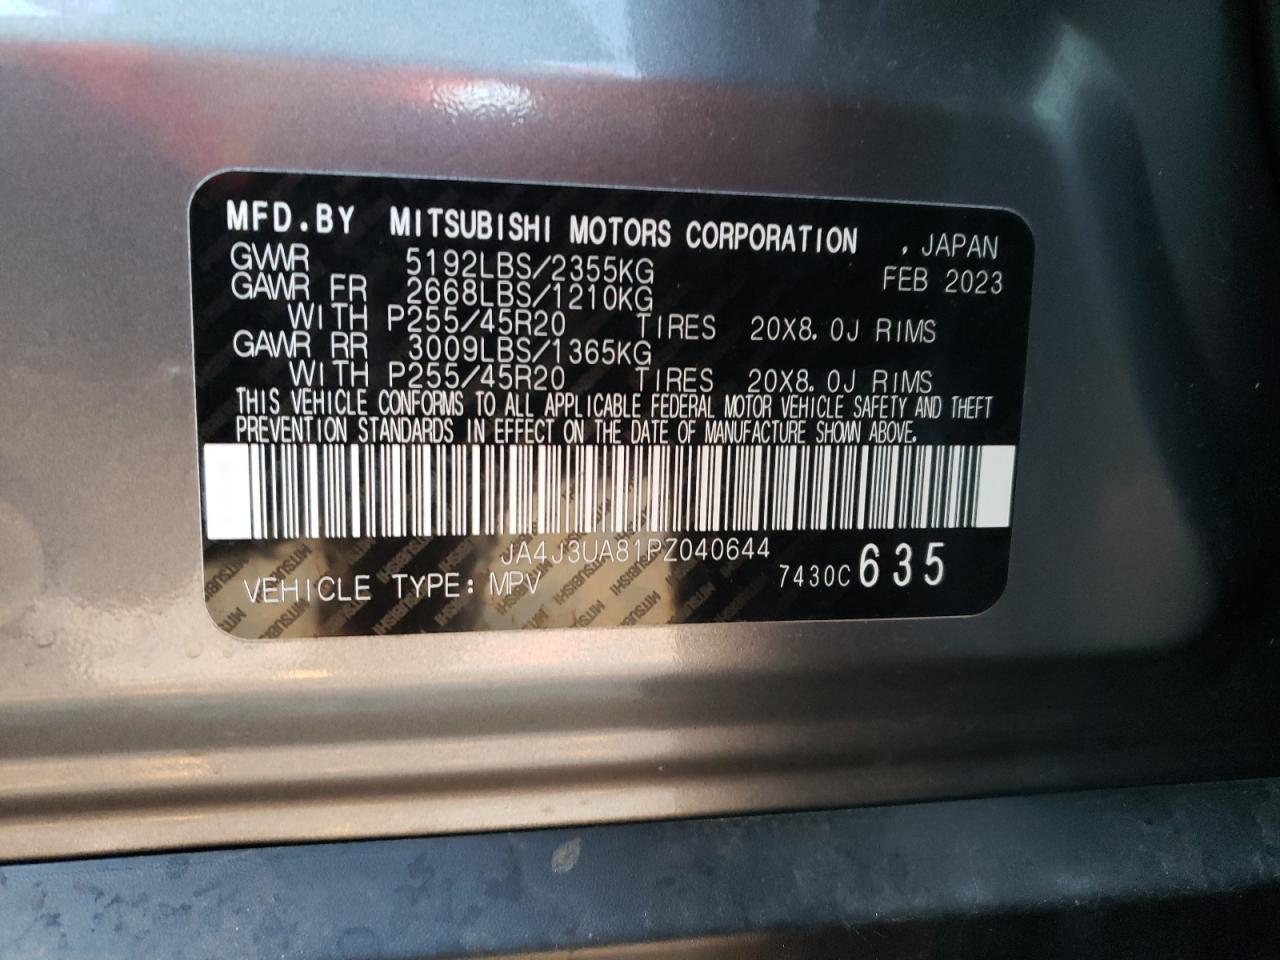 MFD.BY MITSUBISHI MOTORS CORPORATION , JAPAN
GVWR 5192LBS/2355KG FEB 2023
GAWR FR 2668LBS/1210KG
WITH P255/45R20 TIRES 20X8.0J RIMS
GAWR RR 3009LBS/1365KG
WITH P255/45R20 TIRES 20X8.0J RIMS
THIS VEHICLE CONFORMS TO ALL APPLICABLE FEDERAL MOTOR VEHICLE SAFETY AND THEFT
PREVENTION STANDARDS IN EFFECT ON THE DATE OF MANUFACTURE SHOWN ABOVE.
JA4J3UA81PZ040644
VEHICLE TYPE: MPV 7430C 635